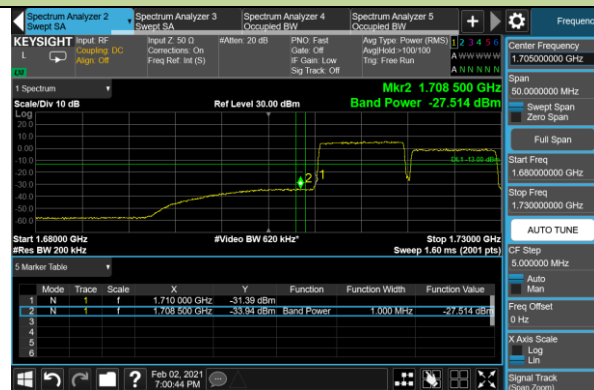 Spectrum Analyzer 2
Swept SA
Spectrum Analyzer 3
Swept SA
Spectrum Analyzer 4
Occupied BW
Spectrum Analyzer 5
Occupied BW
+
Frequenc
KEYSIGHT
L
Input: RF
Coupling: DC
Align: Off
Input Z: 50 Ω
Corrections: On
Freq Ref: Int (S)
#Atten: 20 dB
PNO: Fast
Gate: Off
IF Gain: Low
Sig Track: Off
Avg Type: Power (RMS)
Avg|Hold:>100/100
Trig: Free Run
1 2 3 4 5 6
A W W W W W
A N N N N N
1 Spectrum
Scale/Div 10 dB
Ref Level 30.00 dBm
Mkr2 1.708 500 GHz
Band Power -27.514 dBm
Log
20.0
10.0
0.00
-10.0
-20.0
-30.0
-40.0
-50.0
-60.0
DL1 -13.00 dBm
2
1
Start 1.68000 GHz
#Video BW 620 kHz*
Stop 1.73000 GHz
#Res BW 200 kHz
Sweep 1.60 ms (2001 pts)
5 Marker Table
Mode Trace Scale X Y Function Function Width Function Value
1 N 1 f 1.710 000 GHz -31.39 dBm
2 N 1 f 1.708 500 GHz -33.94 dBm Band Power 1.000 MHz -27.514 dBm
3
4
5
6
Feb 02, 2021
7:00:44 PM
Center Frequency
1.705000000 GHz
Span
50.0000000 MHz
Swept Span
Zero Span
Full Span
Start Freq
1.680000000 GHz
Stop Freq
1.730000000 GHz
AUTO TUNE
CF Step
5.000000 MHz
Auto
Man
Freq Offset
0 Hz
X Axis Scale
Log
Lin
Signal Track
(Span Zoom)